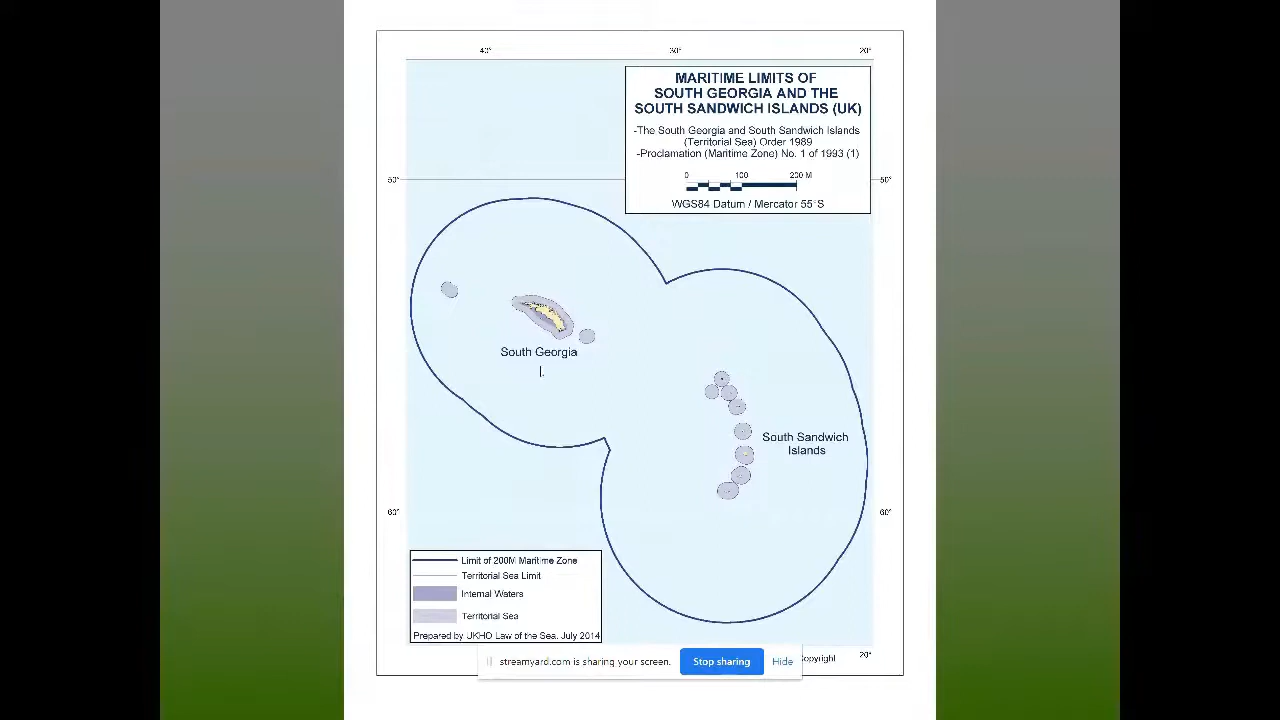 40° 30° 20°
MARITIME LIMITS OF
SOUTH GEORGIA AND THE
SOUTH SANDWICH ISLANDS (UK)
-The South Georgia and South Sandwich Islands
(Territorial Sea) Order 1989
-Proclamation (Maritime Zone) No. 1 of 1993 (1)
0 100 200 M
WGS84 Datum / Mercator 55°S
50° 50°
South Georgia
South Sandwich
Islands
60° 60°
Limit of 200M Maritime Zone
Territorial Sea Limit
Internal Waters
Territorial Sea
Prepared by UKHO Law of the Sea. July 2014
20°
streamyard.com is sharing your screen.
Stop sharing
Hide